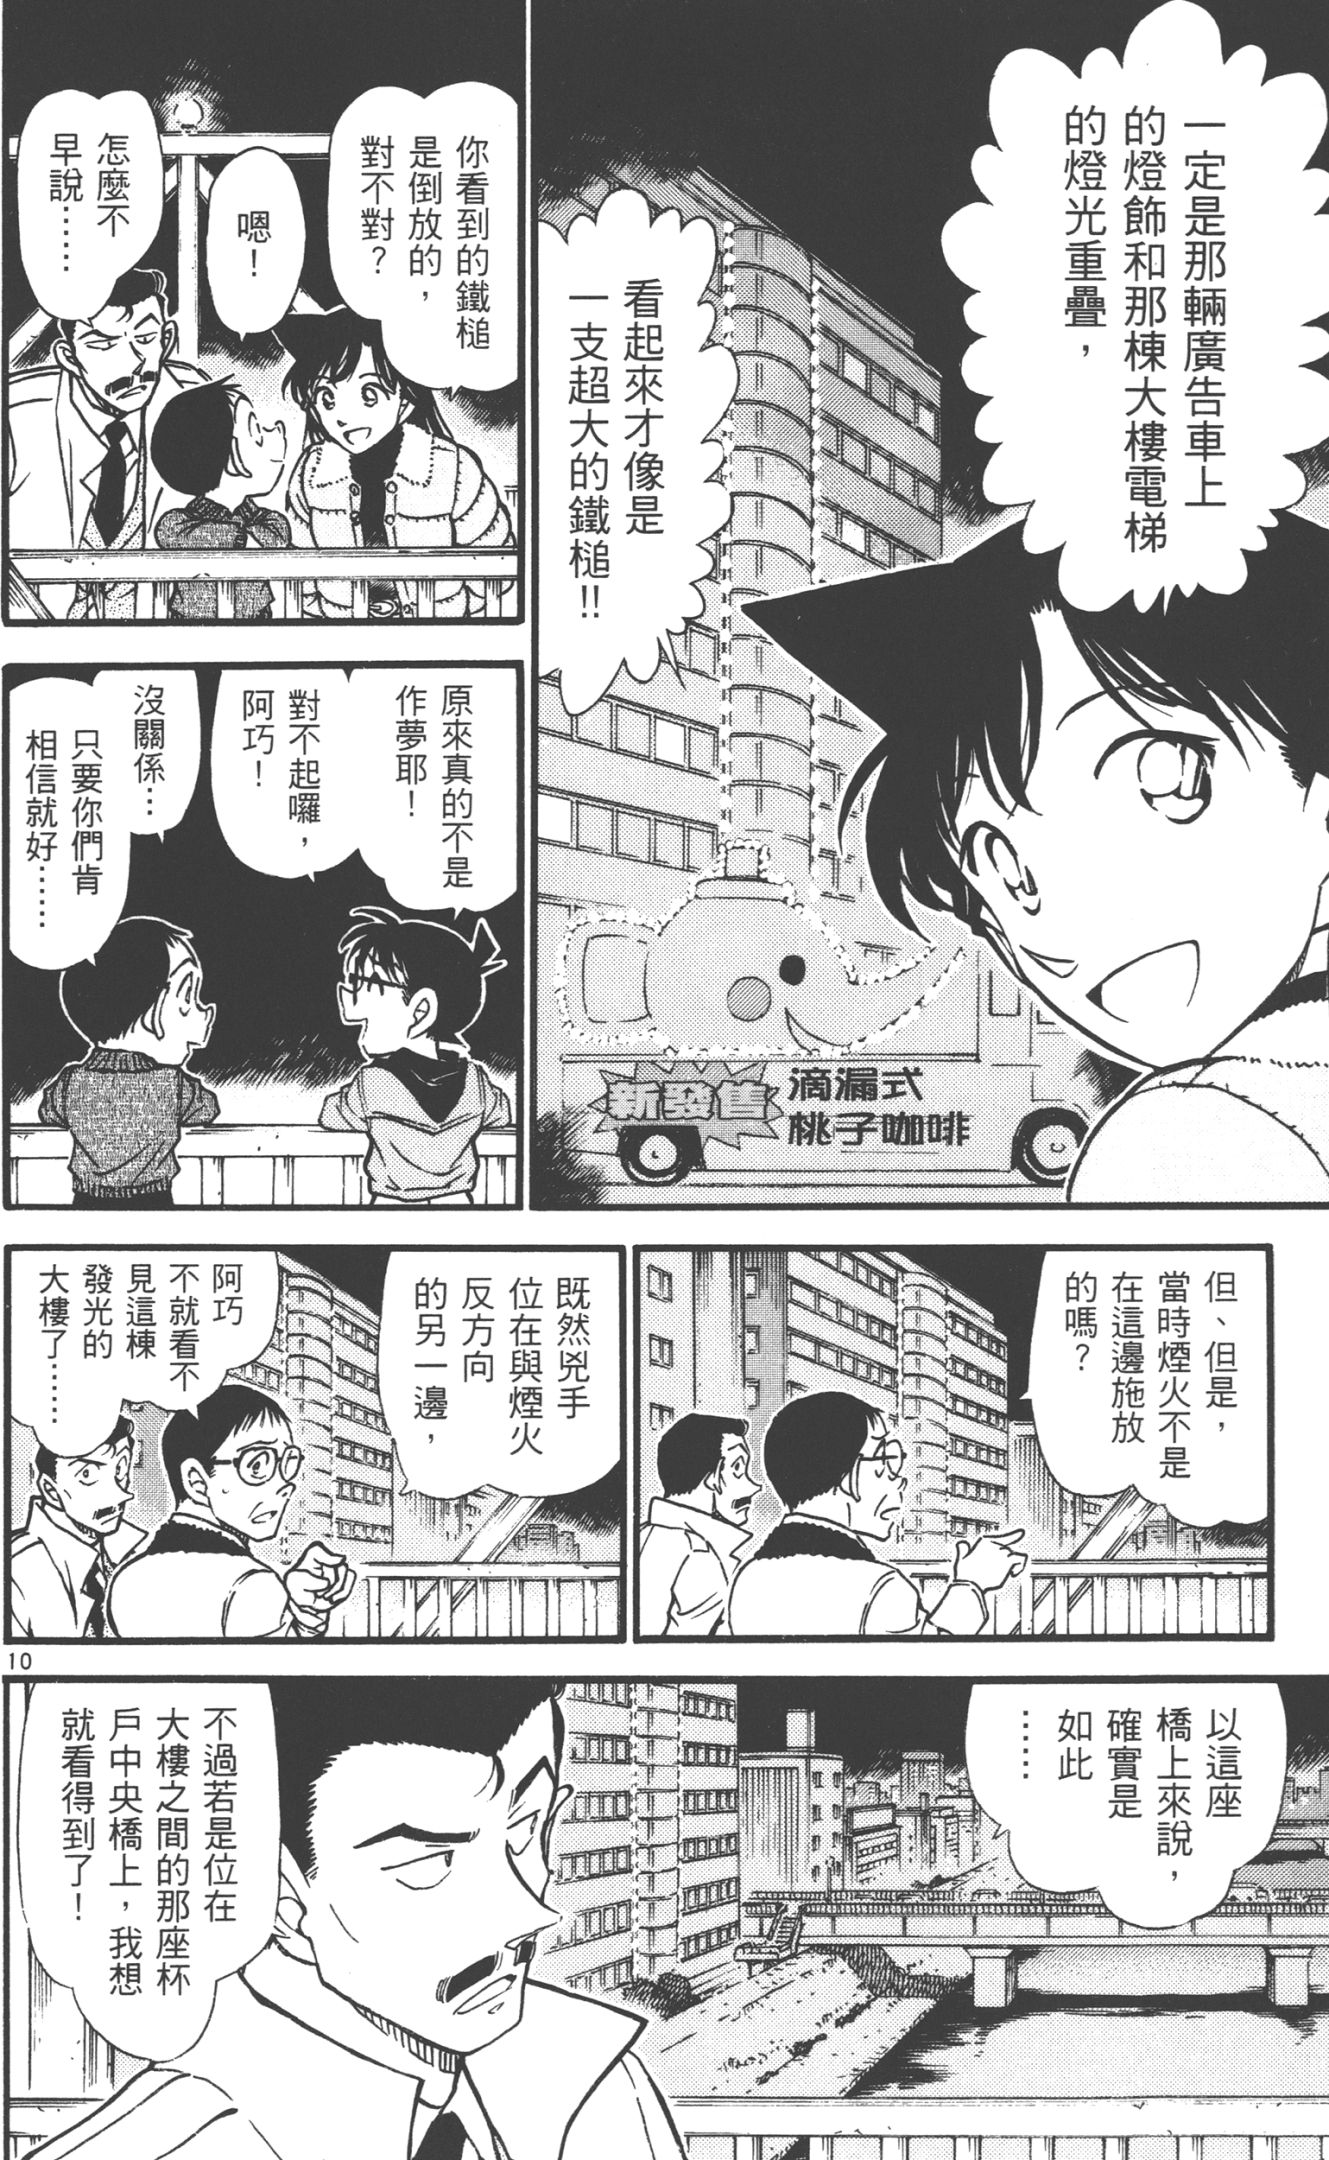 一定是那輛廣告車上
的燈飾和那棟大樓電梯
的燈光重疊，
看起來才像是
一支超大的鐵槌!!
新發售
滴漏式
桃子咖啡
你看到的鐵槌
是倒放的，
對不對？
嗯！
怎麼不
早說……
原來真的不是
作夢耶！
對不起囉，
阿巧！
沒關係…
只要你們肯
相信就好……
但、但是，
當時煙火不是
在這邊施放
的嗎？
既然兇手
位在與煙火
反方向
的另一邊，
阿巧
不就看不
見這棟
發光的
大樓了……
10
以這座
橋上來說，
確實是
如此
……
不過若是位在
大樓之間的那座杯
戶中央橋上，我想
就看得到了！